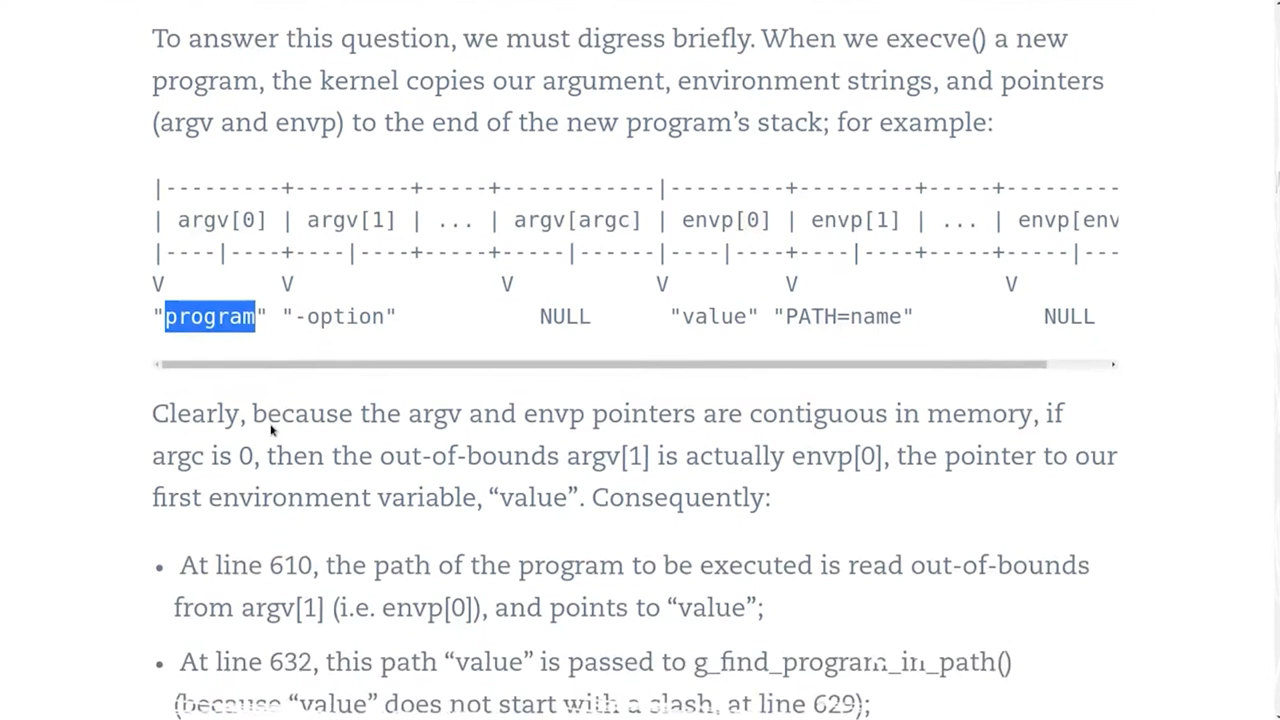 To answer this question, we must digress briefly. When we execve() a new
program, the kernel copies our argument, environment strings, and pointers
(argv and envp) to the end of the new program’s stack; for example:
|---------+---------+-----+------------|---------+---------+-----+---------
| argv[0] | argv[1] | ... | argv[argc] | envp[0] | envp[1] | ... | envp[env
|----|----+----|----+-----+-----|------|----|----+----|----+-----+-----|---
V V V V V V
"program" "-option" NULL "value" "PATH=name" NULL
Clearly, because the argv and envp pointers are contiguous in memory, if
argc is 0, then the out-of-bounds argv[1] is actually envp[0], the pointer to our
first environment variable, “value”. Consequently:
• At line 610, the path of the program to be executed is read out-of-bounds
from argv[1] (i.e. envp[0]), and points to “value”;
• At line 632, this path “value” is passed to g_find_program_in_path()
(because “value” does not start with a slash, at line 629);